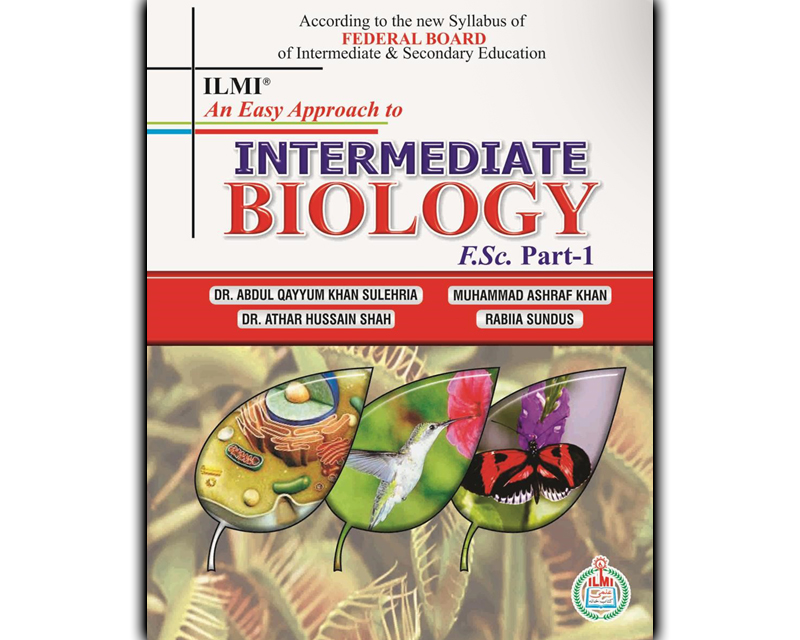 According to the new Syllabus of
FEDERAL BOARD
of Intermediate & Secondary Education
ILMI®
An Easy Approach to
INTERMEDIATE
BIOLOGY
F.Sc. Part-1
DR. ABDUL QAYYUM KHAN SULEHRIA
MUHAMMAD ASHRAF KHAN
DR. ATHAR HUSSAIN SHAH
RABIIA SUNDUS
ILMI